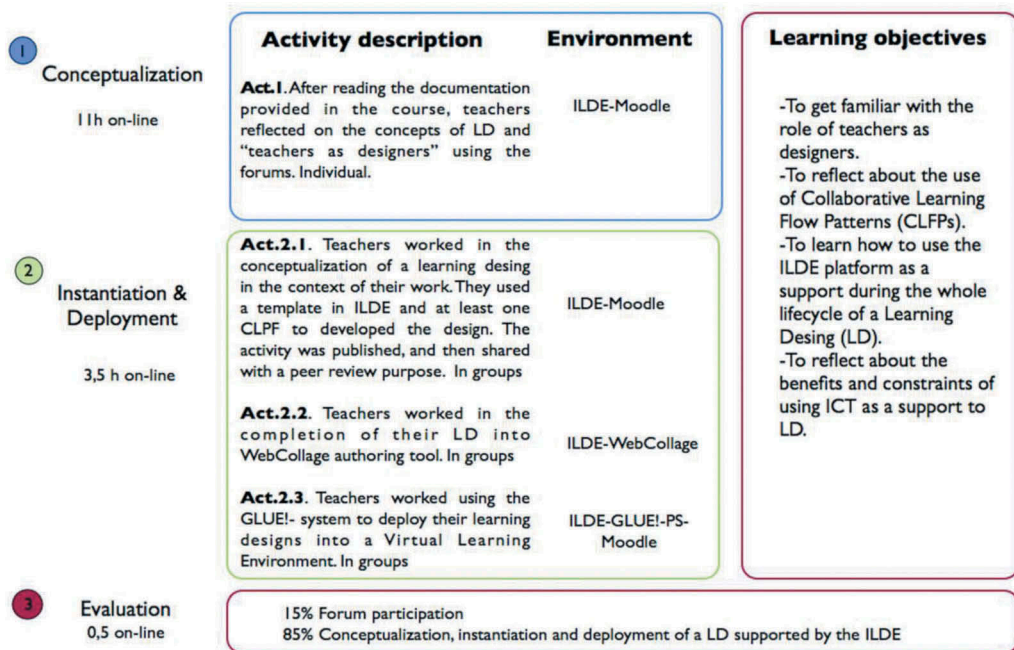 1
Conceptualization
11h on-line
Activity description
Environment
Act.1. After reading the documentation
provided in the course, teachers
reflected on the concepts of LD and
“teachers as designers” using the
forums. Individual.
ILDE-Moodle
2
Instantiation &
Deployment
3,5 h on-line
Act.2.1. Teachers worked in the
conceptualization of a learning desing
in the context of their work. They used
a template in ILDE and at least one
CLPF to developed the design. The
activity was published, and then shared
with a peer review purpose. In groups
ILDE-Moodle
Act.2.2. Teachers worked in the
completion of their LD into
WebCollage authoring tool. In groups
ILDE-WebCollage
Act.2.3. Teachers worked using the
GLUE!- system to deploy their learning
designs into a Virtual Learning
Environment. In groups
ILDE-GLUE!-PS-
Moodle
Learning objectives
-To get familiar with the
role of teachers as
designers.
-To reflect about the use
of Collaborative Learning
Flow Patterns (CLFPs).
-To learn how to use the
ILDE platform as a
support during the whole
lifecycle of a Learning
Desing (LD).
-To reflect about the
benefits and constraints of
using ICT as a support to
LD.
3
Evaluation
0,5 on-line
15% Forum participation
85% Conceptualization, instantiation and deployment of a LD supported by the ILDE